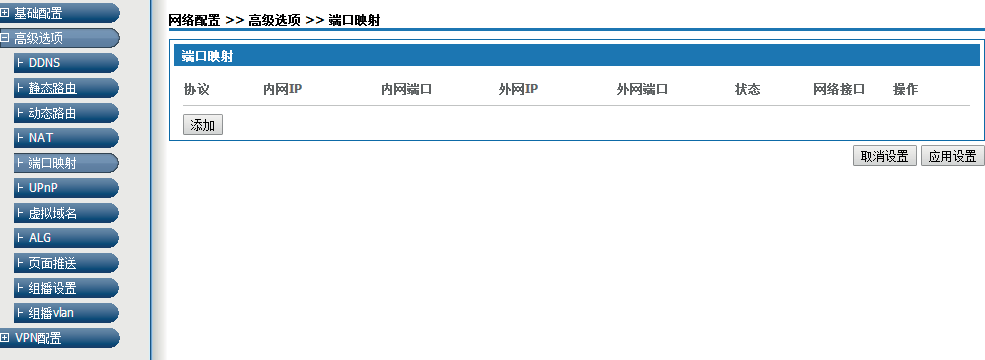 基础配置
高级选项
DDNS
静态路由
动态路由
NAT
端口映射
UPnP
虚拟域名
ALG
页面推送
组播设置
组播vlan
VPN配置
网络配置 >> 高级选项 >> 端口映射
端口映射
协议 内网IP 内网端口 外网IP 外网端口 状态 网络接口 操作
添加
取消设置 应用设置